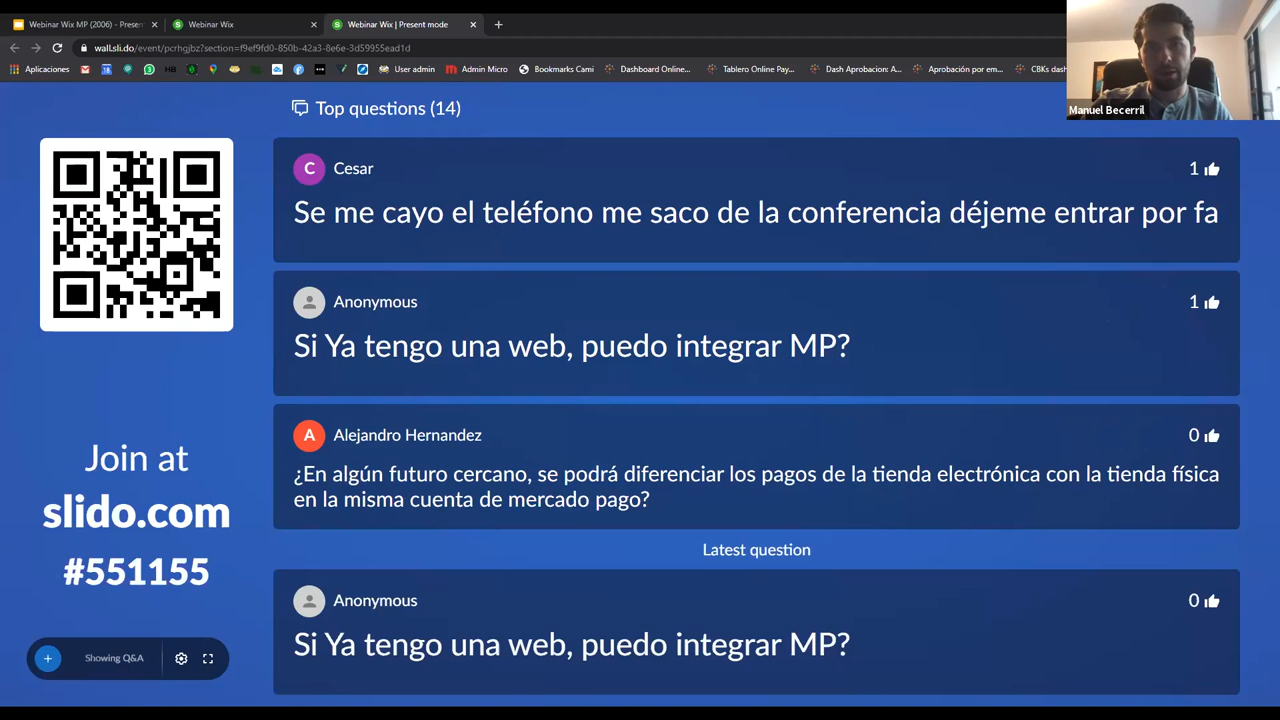 Webinar Wix MP (2006) - Presen
Webinar Wix
Webinar Wix | Present mode
wall.sli.do/event/pcrhgjbz?section=f9ef9fd0-850b-42a3-8e6e-3d59955ead1d
Aplicaciones
HB
User admin
Admin Micro
Bookmarks Cami
Dashboard Online...
Tablero Online Pay...
Dash Aprobacion: A...
Aprobación por em...
CBKs dash
Manuel Becerril
Top questions (14)
C
Cesar
1
Se me cayo el teléfono me saco de la conferencia déjeme entrar por fa
Anonymous
1
Si Ya tengo una web, puedo integrar MP?
A
Alejandro Hernandez
0
¿En algún futuro cercano, se podrá diferenciar los pagos de la tienda electrónica con la tienda física
en la misma cuenta de mercado pago?
Latest question
Anonymous
0
Si Ya tengo una web, puedo integrar MP?
Join at
slido.com
#551155
Showing Q&A